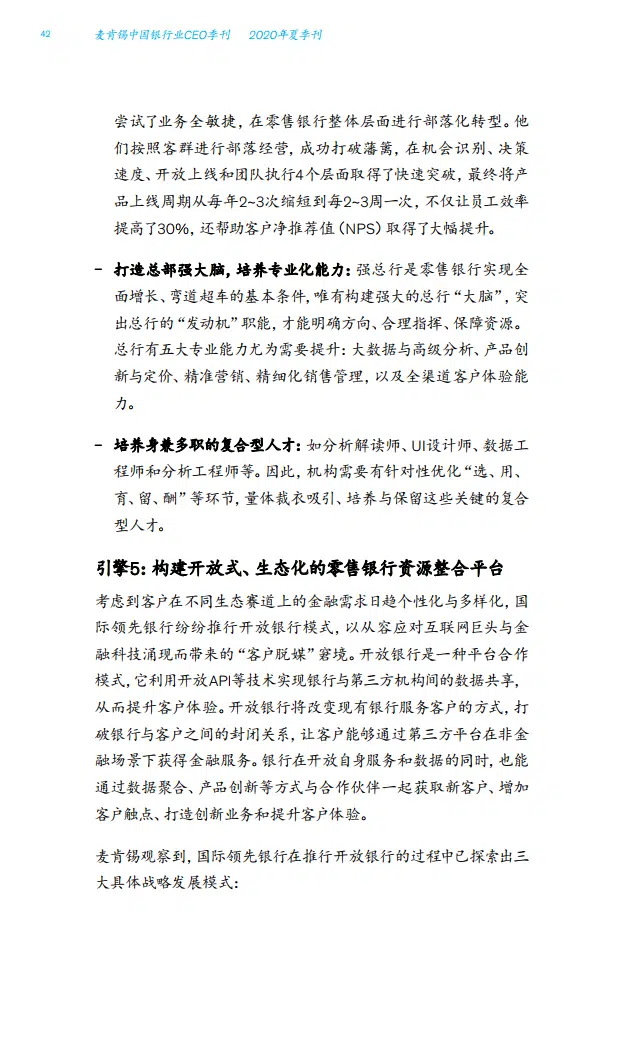 42 麦肯锡中国银行业CEO季刊 2020年夏季刊
尝试了业务全敏捷，在零售银行整体层面进行部落化转型。他
们按照客群进行部落经营，成功打破藩篱，在机会识别、决策
速度、开放上线和团队执行4个层面取得了快速突破，最终将产
品上线周期从每年2~3次缩短到每2~3周一次，不仅让员工效率
提高了30%，还帮助客户净推荐值（NPS）取得了大幅提升。
– 打造总部强大脑，培养专业化能力：强总行是零售银行实现全
面增长、弯道超车的基本条件，唯有构建强大的总行“大脑”，突
出总行的“发动机”职能，才能明确方向、合理指挥、保障资源。
总行有五大专业能力尤为需要提升：大数据与高级分析、产品创
新与定价、精准营销、精细化销售管理，以及全渠道客户体验能
力。
– 培养身兼多职的复合型人才：如分析解读师、UI设计师、数据工
程师和分析工程师等。因此，机构需要有针对性优化“选、用、
育、留、酬”等环节，量体裁衣吸引、培养与保留这些关键的复合
型人才。
引擎5：构建开放式、生态化的零售银行资源整合平台
考虑到客户在不同生态赛道上的金融需求日趋个性化与多样化，国
际领先银行纷纷推行开放银行模式，以从容应对互联网巨头与金
融科技涌现而带来的“客户脱媒”窘境。开放银行是一种平台合作
模式，它利用开放API等技术实现银行与第三方机构间的数据共享，
从而提升客户体验。开放银行将改变现有银行服务客户的方式，打
破银行与客户之间的封闭关系，让客户能够通过第三方平台在非金
融场景下获得金融服务。银行在开放自身服务和数据的同时，也能
通过数据聚合、产品创新等方式与合作伙伴一起获取新客户、增加
客户触点、打造创新业务和提升客户体验。
麦肯锡观察到，国际领先银行在推行开放银行的过程中已探索出三
大具体战略发展模式：